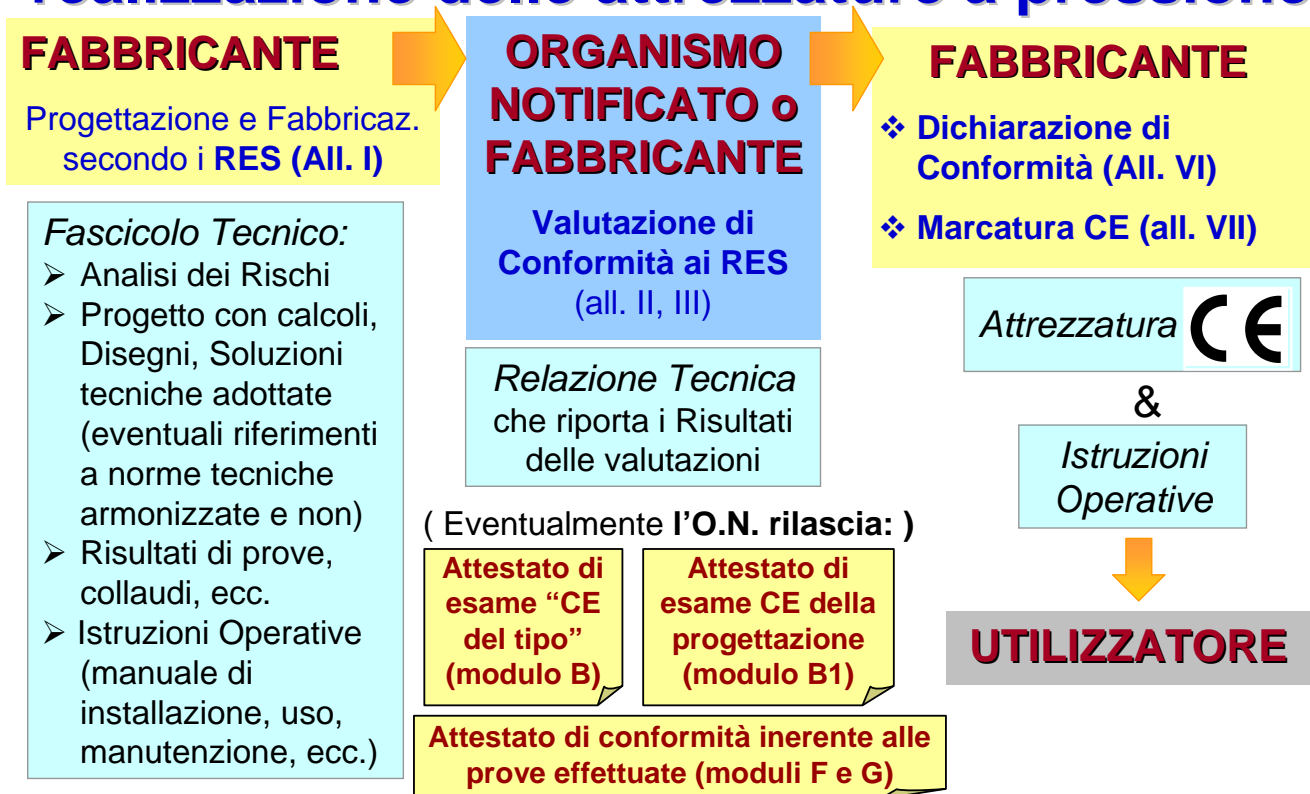 realizzazione delle attrezzature a pressione
FABBRICANTE
Progettazione e Fabbricaz.
secondo i RES (All. I)
Fascicolo Tecnico:
➢ Analisi dei Rischi
➢ Progetto con calcoli,
Disegni, Soluzioni
tecniche adottate
(eventuali riferimenti
a norme tecniche
armonizzate e non)
➢ Risultati di prove,
collaudi, ecc.
➢ Istruzioni Operative
(manuale di
installazione, uso,
manutenzione, ecc.)
ORGANISMO
NOTIFICATO o
FABBRICANTE
Valutazione di
Conformità ai RES
(all. II, III)
Relazione Tecnica
che riporta i Risultati
delle valutazioni
( Eventualmente l’O.N. rilascia: )
Attestato di
esame “CE
del tipo”
(modulo B)
Attestato di
esame CE della
progettazione
(modulo B1)
Attestato di conformità inerente alle
prove effettuate (moduli F e G)
FABBRICANTE
❖ Dichiarazione di
Conformità (All. VI)
❖ Marcatura CE (all. VII)
Attrezzatura CE
&
Istruzioni
Operative
UTILIZZATORE